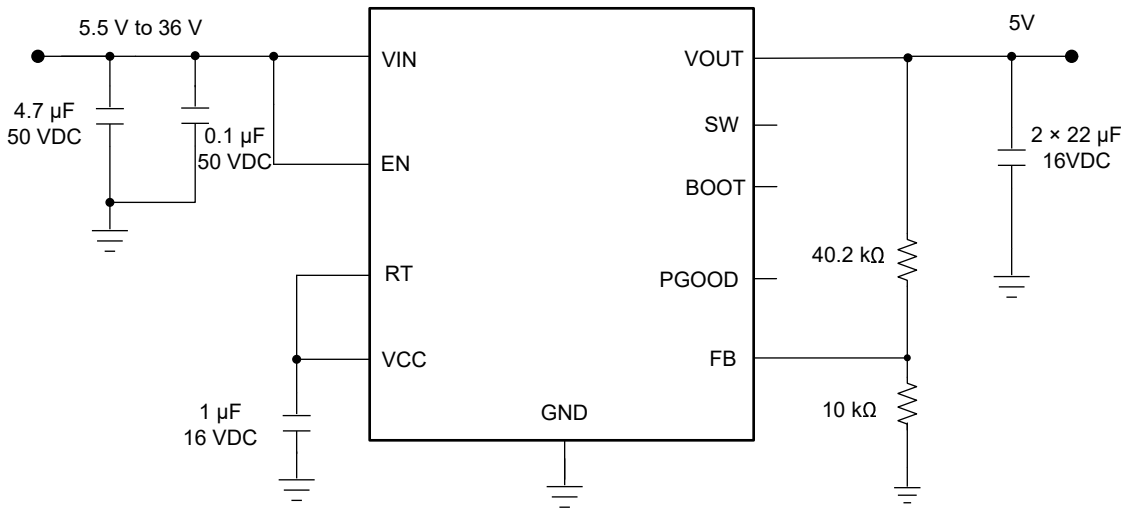 5.5 V to 36 V
5V
VIN
VOUT
4.7 µF
50 VDC
0.1 µF
50 VDC
SW
2 × 22 µF
16VDC
EN
BOOT
40.2 kΩ
RT
PGOOD
VCC
FB
1 µF
16 VDC
GND
10 kΩ